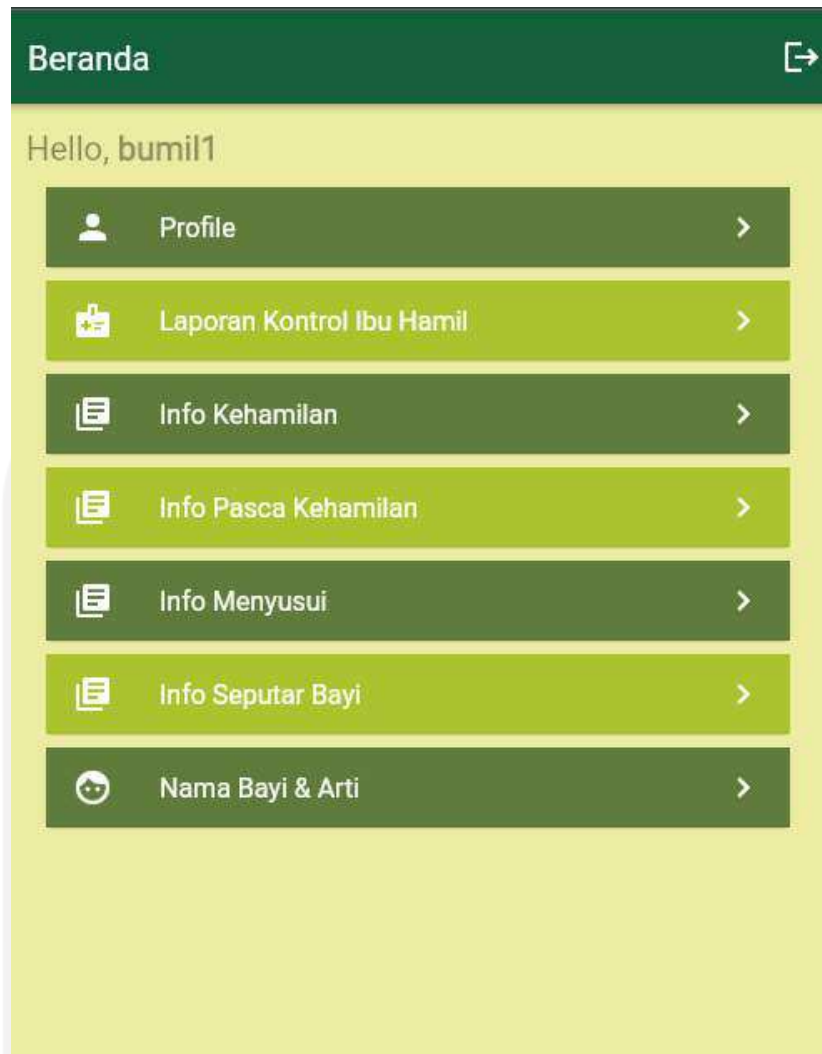 Beranda
Hello, bumil1
Profile
Laporan Kontrol Ibu Hamil
Info Kehamilan
Info Pasca Kehamilan
Info Menyusui
Info Seputar Bayi
Nama Bayi & Arti